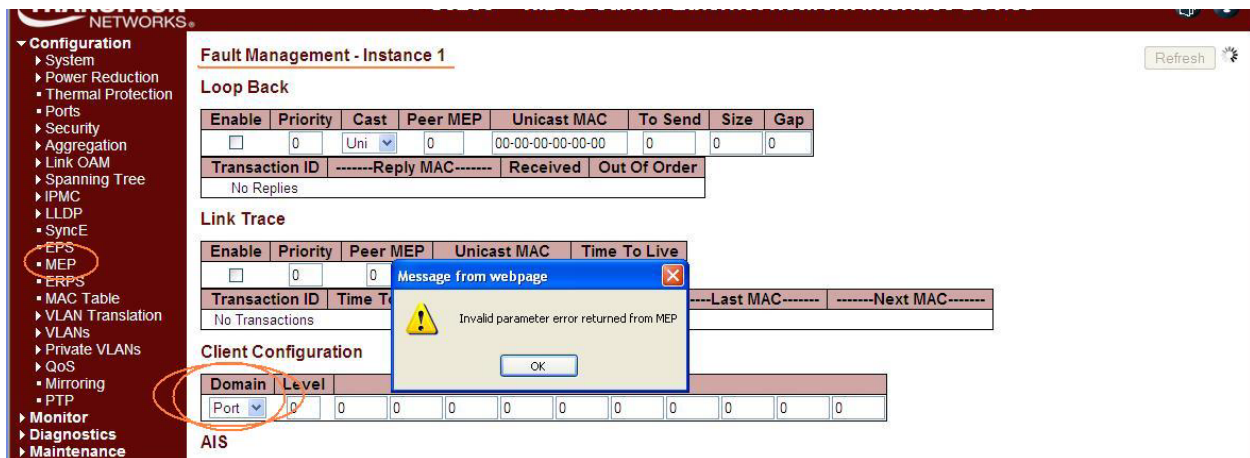 NETWORKS®
Configuration
System
Power Reduction
Thermal Protection
Ports
Security
Aggregation
Link OAM
Spanning Tree
IPMC
LLDP
SyncE
EPS
MEP
ERPS
MAC Table
VLAN Translation
VLANs
Private VLANs
QoS
Mirroring
PTP
Monitor
Diagnostics
Maintenance
Fault Management - Instance 1
Refresh
Loop Back
Enable Priority Cast Peer MEP Unicast MAC To Send Size Gap
0 Uni 0 00-00-00-00-00-00 0 0 0
Transaction ID -------Reply MAC------- Received Out Of Order
No Replies
Link Trace
Enable Priority Peer MEP Unicast MAC Time To Live
0 0
Transaction ID Time To ----Last MAC------- -------Next MAC-------
No Transactions
Message from webpage
Invalid parameter error returned from MEP
OK
Client Configuration
Domain Level
Port 0 0 0 0 0 0 0 0 0 0 0
AIS